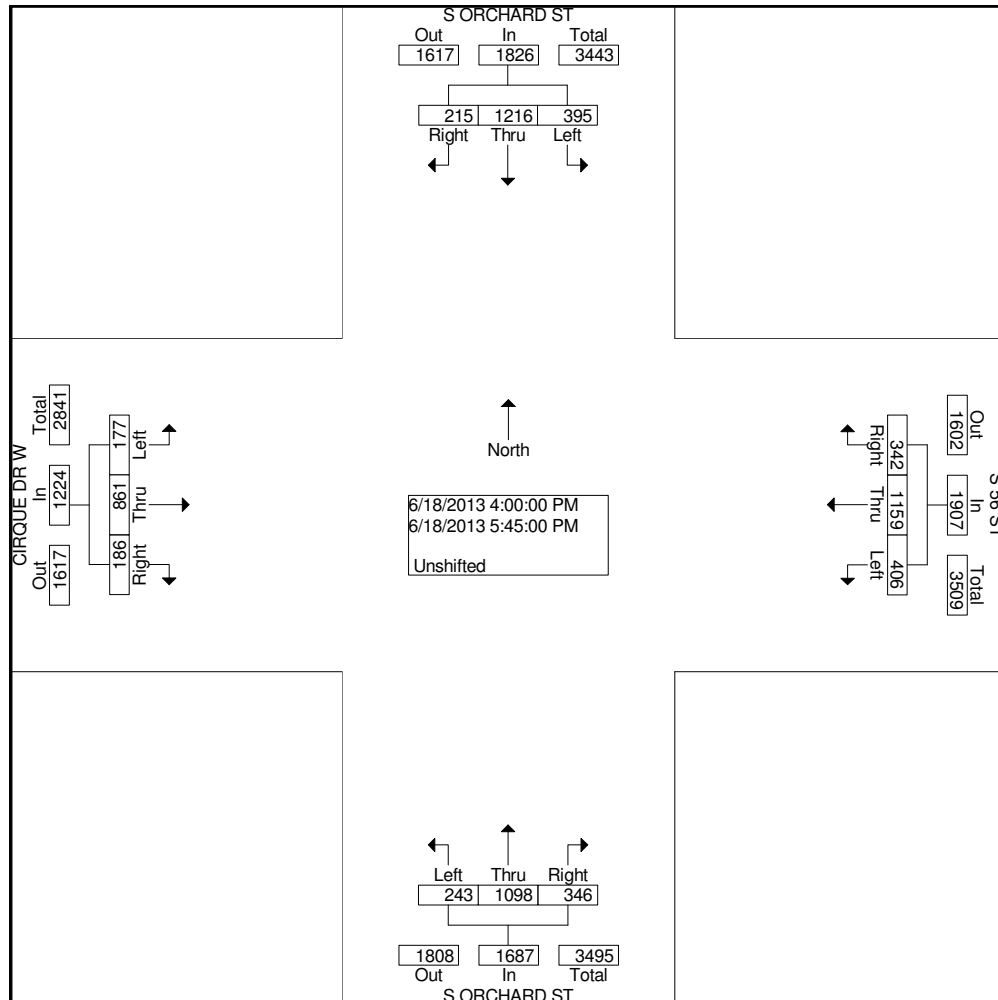 S ORCHARD ST
Out In Total
1617 1826 3443
215 1216 395
Right Thru Left
CIRQUE DR W
Total In Out
2841 1224 1617
177 861 186
Left Thru Right
North
6/18/2013 4:00:00 PM
6/18/2013 5:45:00 PM
Unshifted
Right Thru Left
342 1159 406
1602 1907 3509
Out In Total
S 56 ST
Left Thru Right
243 1098 346
1808 1687 3495
Out In Total
S ORCHARD ST